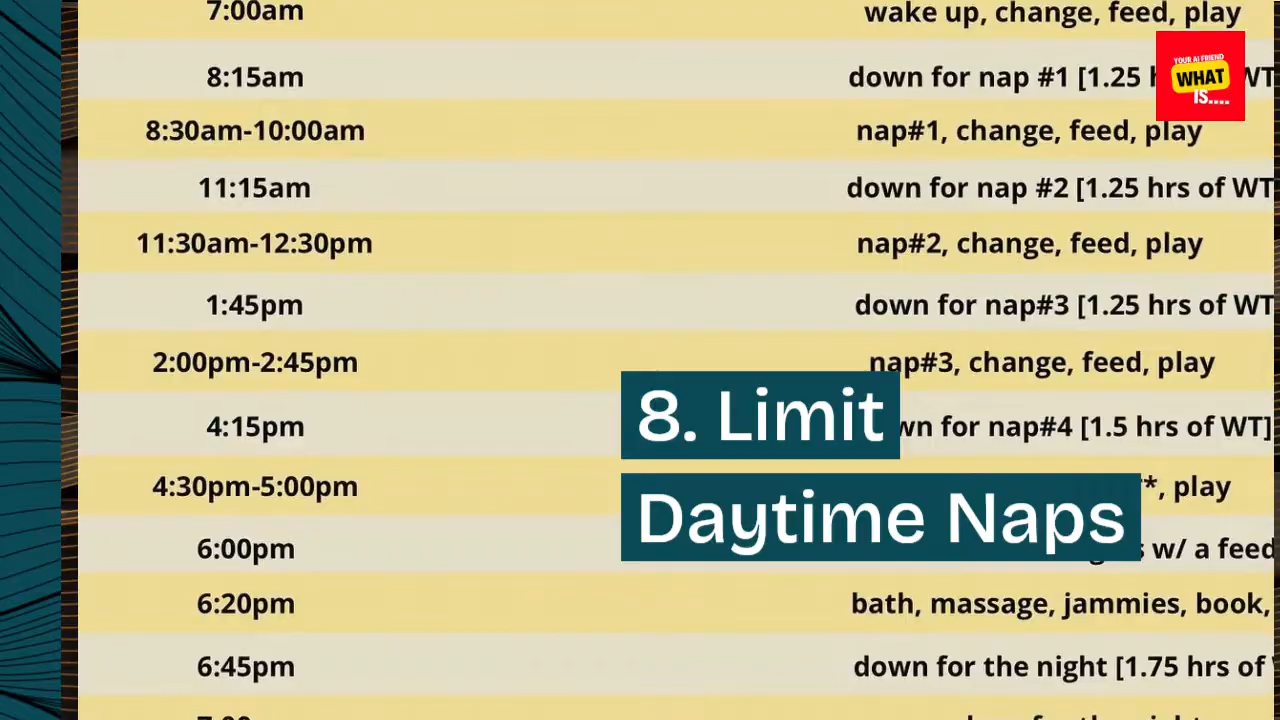 7:00am wake up, change, feed, play
YOUR AI FRIEND
WHAT
IS....
8:15am down for nap #1 [1.25
8:30am-10:00am nap#1, change, feed, play
11:15am down for nap #2 [1.25 hrs of WT
11:30am-12:30pm nap#2, change, feed, play
1:45pm down for nap#3 [1.25 hrs of WT
2:00pm-2:45pm nap#3, change, feed, play
8. Limit
4:15pm for nap#4 [1.5 hrs of WT]
Daytime Naps
4:30pm-5:00pm play
6:00pm w/ a feed
6:20pm bath, massage, jammies, book,
6:45pm down for the night [1.75 hrs of